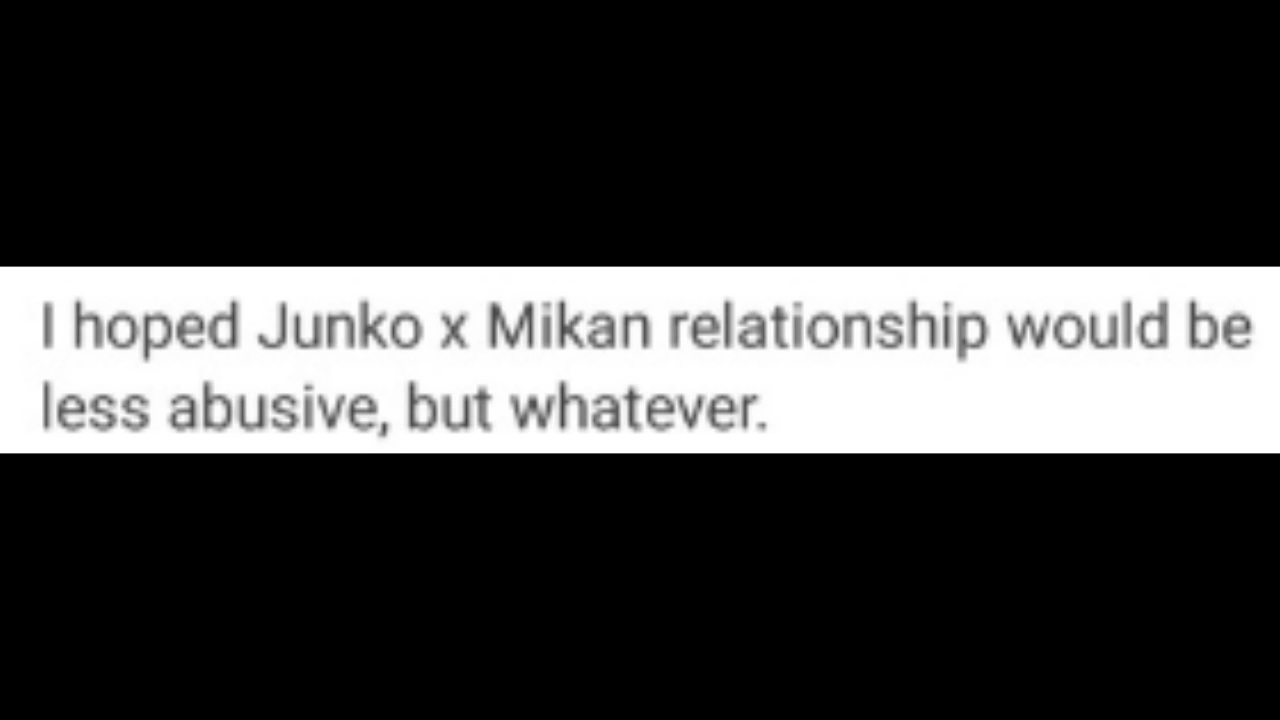 I hoped Junko x Mikan relationship would be
less abusive, but whatever.